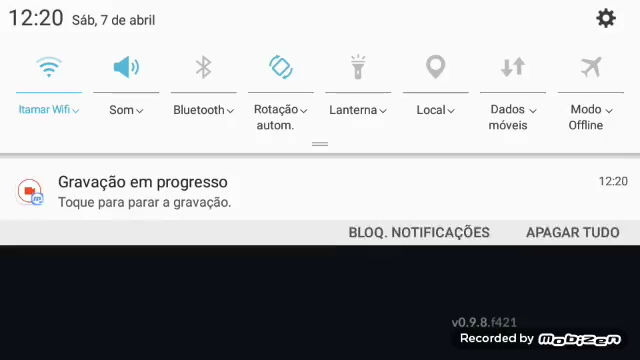 12:20 Sáb, 7 de abril
Itamar Wifi Som Bluetooth Rotação autom. Lanterna Local Dados móveis Modo Offline
Gravação em progresso 12:20
Toque para parar a gravação.
BLOQ. NOTIFICAÇÕES APAGAR TUDO
v0.9.8.f421
Recorded by MOBIZEN